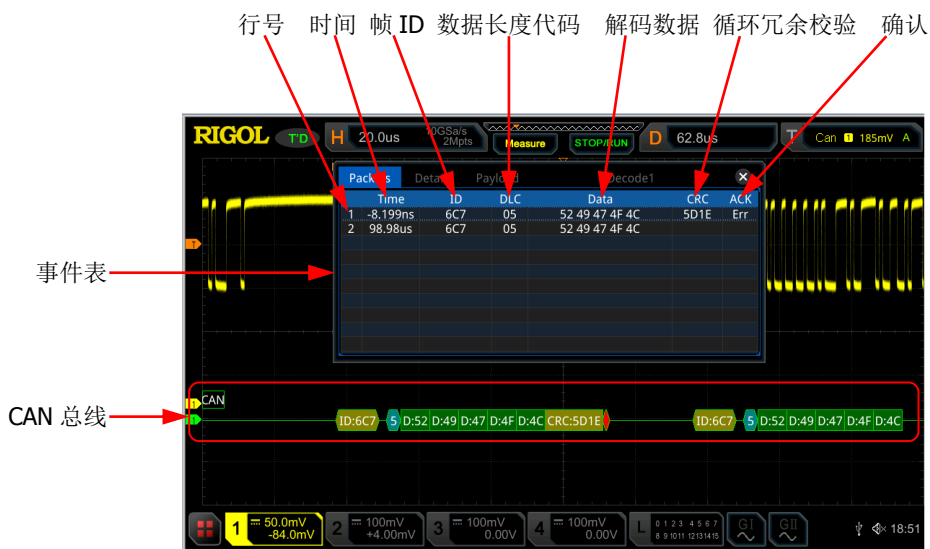 行号 时间 帧 ID 数据长度代码 解码数据 循环冗余校验 确认
RIGOL T'D H 20.0us 10GSa/s 2Mpts Measure STOP/RUN D 62.8us T Can 1 185mV A
Packets Details Payload Decode1
Time ID DLC Data CRC ACK
1 -8.199ns 6C7 05 52 49 47 4F 4C 5D1E Err
2 98.98us 6C7 05 52 49 47 4F 4C
T
事件表
CAN 总线
1 CAN
1 ID:6C7 5 D:52 D:49 D:47 D:4F D:4C CRC:5D1E ID:6C7 5 D:52 D:49 D:47 D:4F D:4C
1 50.0mV -84.0mV 2 100mV +4.00mV 3 100mV 0.00V 4 100mV 0.00V L 0 1 2 3 4 5 6 7 8 9 10 11 12 13 14 15 GI GII 18:51